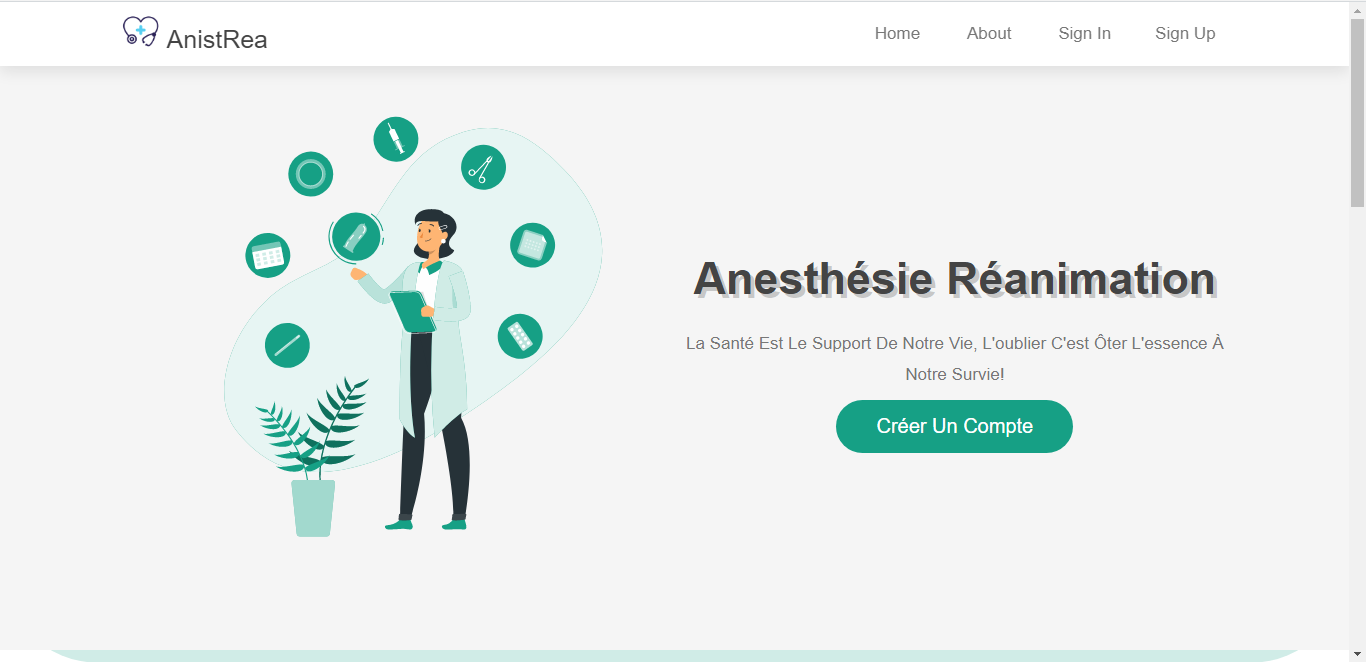 AnistRea
Home About Sign In Sign Up
Anesthésie Réanimation
La Santé Est Le Support De Notre Vie, L'oublier C'est Ôter L'essence À
Notre Survie!
Créer Un Compte